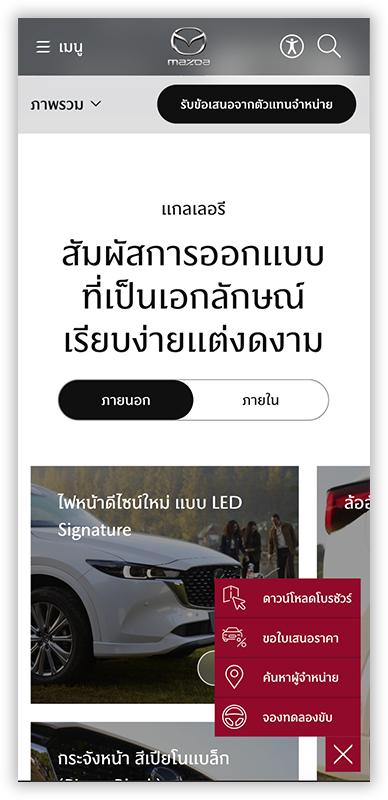 เมนู
mazda
ภาพรวม
รับข้อเสนอจากตัวแทนจำหน่าย
แกลเลอรี
สัมผัสการออกแบบ
ที่เป็นเอกลักษณ์
เรียบง่ายแต่งดงาม
ภายนอก
ภายใน
ไฟหน้าดีไซน์ใหม่ แบบ LED
Signature
ดาวน์โหลดโบรชัวร์
ขอใบเสนอราคา
ค้นหาผู้จำหน่าย
จองทดลองขับ
กระจังหน้า สีเปียโนแบล็ก